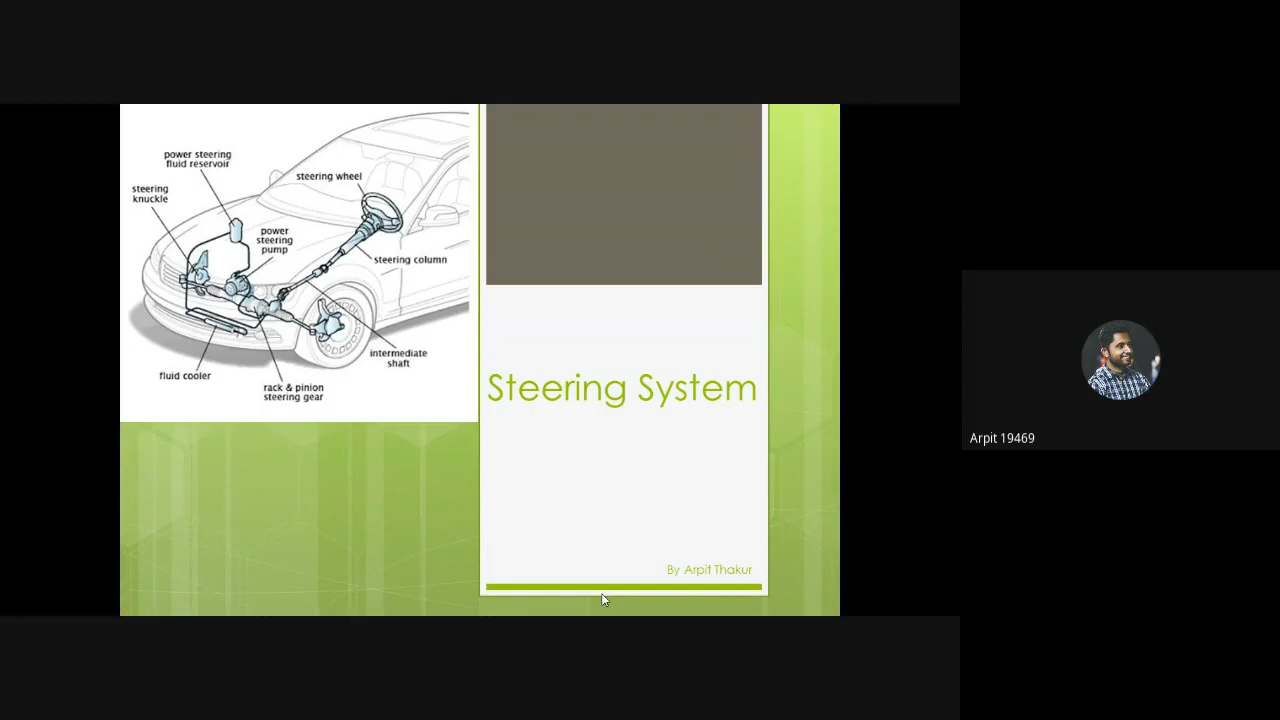 power steering
fluid reservoir
steering
knuckle
steering wheel
power
steering
pump
steering column
intermediate
shaft
fluid cooler
rack & pinion
steering gear
Steering System
By Arpit Thakur
Arpit 19469